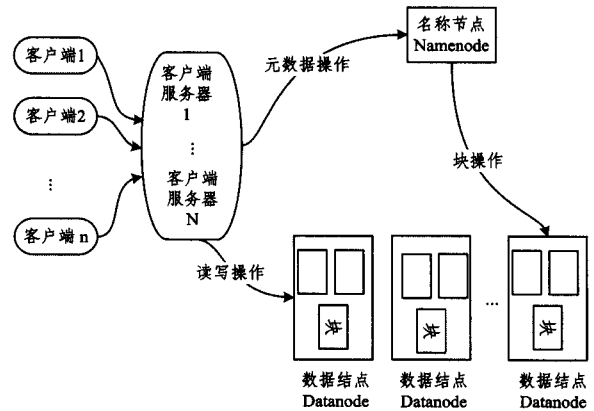 客户端1
客户端2
⋮
客户端n
客户端
服务器
1
⋮
客户端
服务器
N
元数据操作
名称节点
Namenode
块操作
读写操作
块
块
...
块
数据结点
Datanode
数据结点
Datanode
数据结点
Datanode